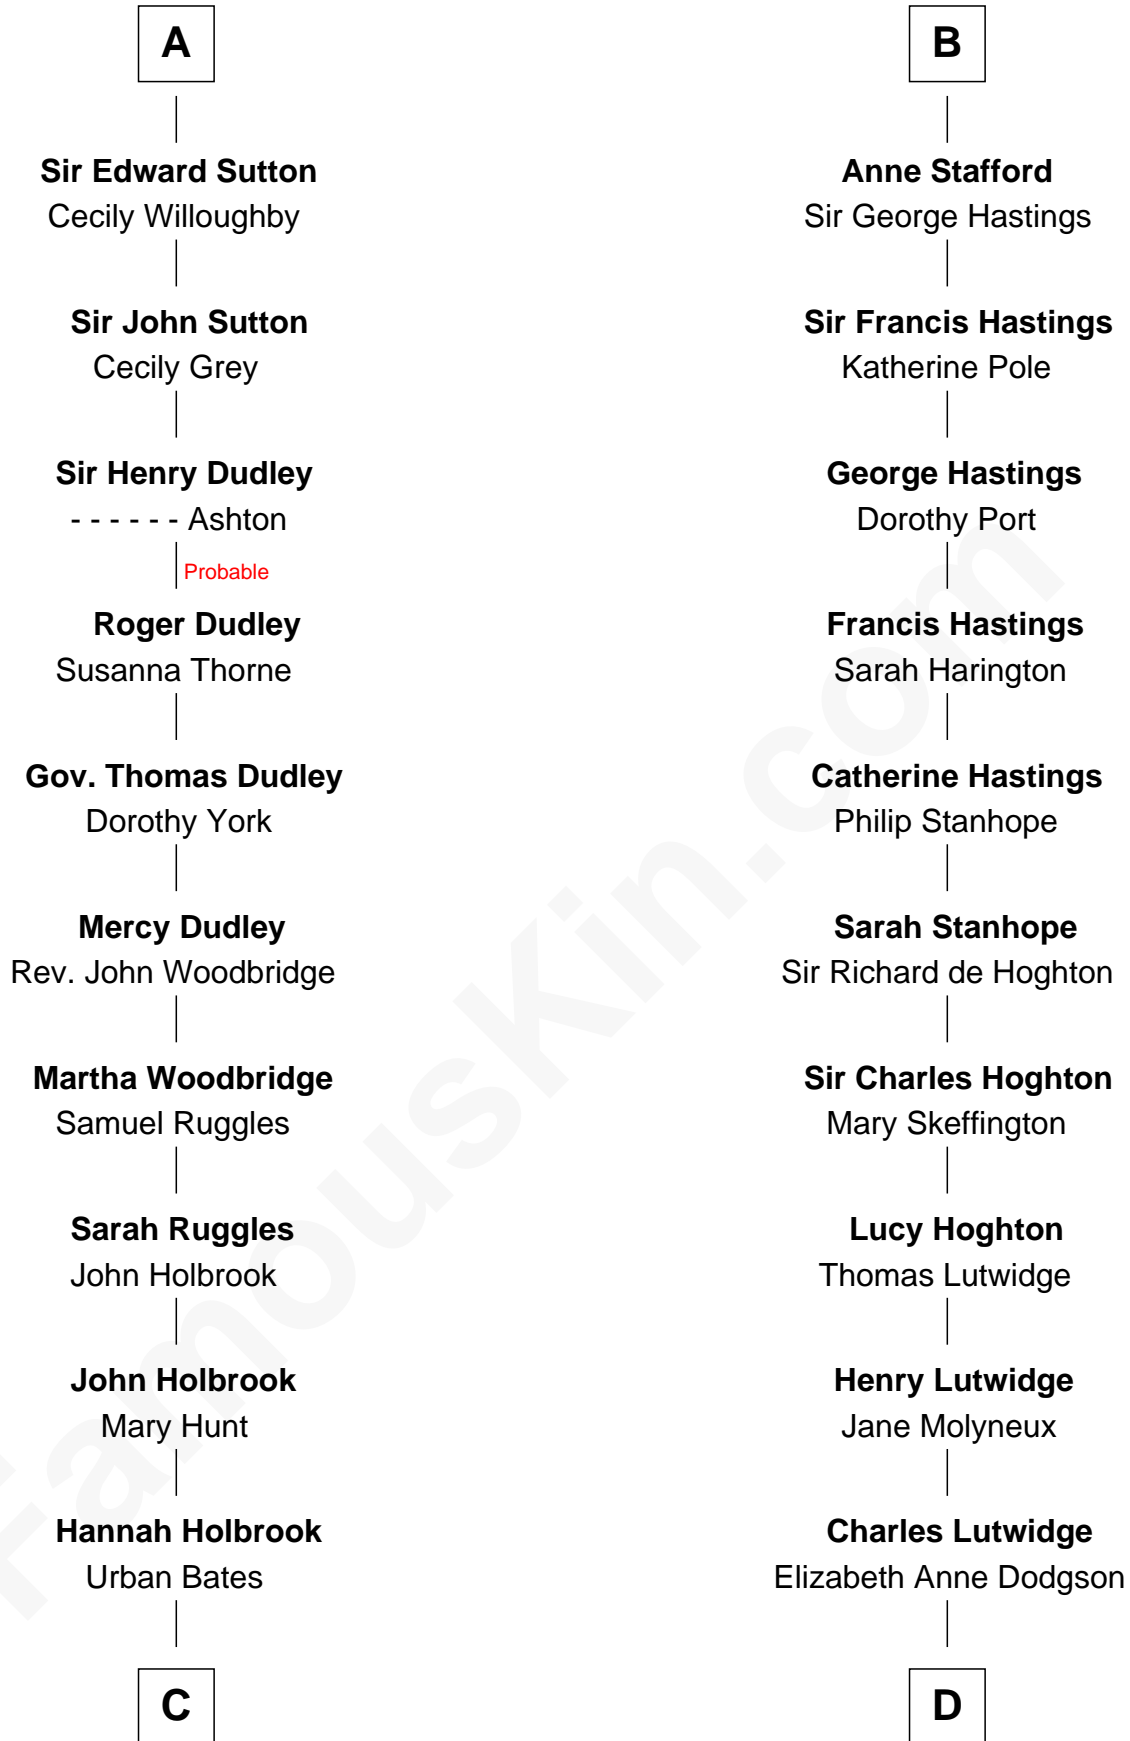 A
Sir Edward Sutton
Cecily Willoughby
Sir John Sutton
Cecily Grey
Sir Henry Dudley
- - - - - - Ashton
Probable
Roger Dudley
Susanna Thorne
Gov. Thomas Dudley
Dorothy York
Mercy Dudley
Rev. John Woodbridge
Martha Woodbridge
Samuel Ruggles
Sarah Ruggles
John Holbrook
John Holbrook
Mary Hunt
Hannah Holbrook
Urban Bates
C
B
Anne Stafford
Sir George Hastings
Sir Francis Hastings
Katherine Pole
George Hastings
Dorothy Port
Francis Hastings
Sarah Harington
Catherine Hastings
Philip Stanhope
Sarah Stanhope
Sir Richard de Hoghton
Sir Charles Hoghton
Mary Skeffington
Lucy Hoghton
Thomas Lutwidge
Henry Lutwidge
Jane Molyneux
Charles Lutwidge
Elizabeth Anne Dodgson
D
FamousKin.com